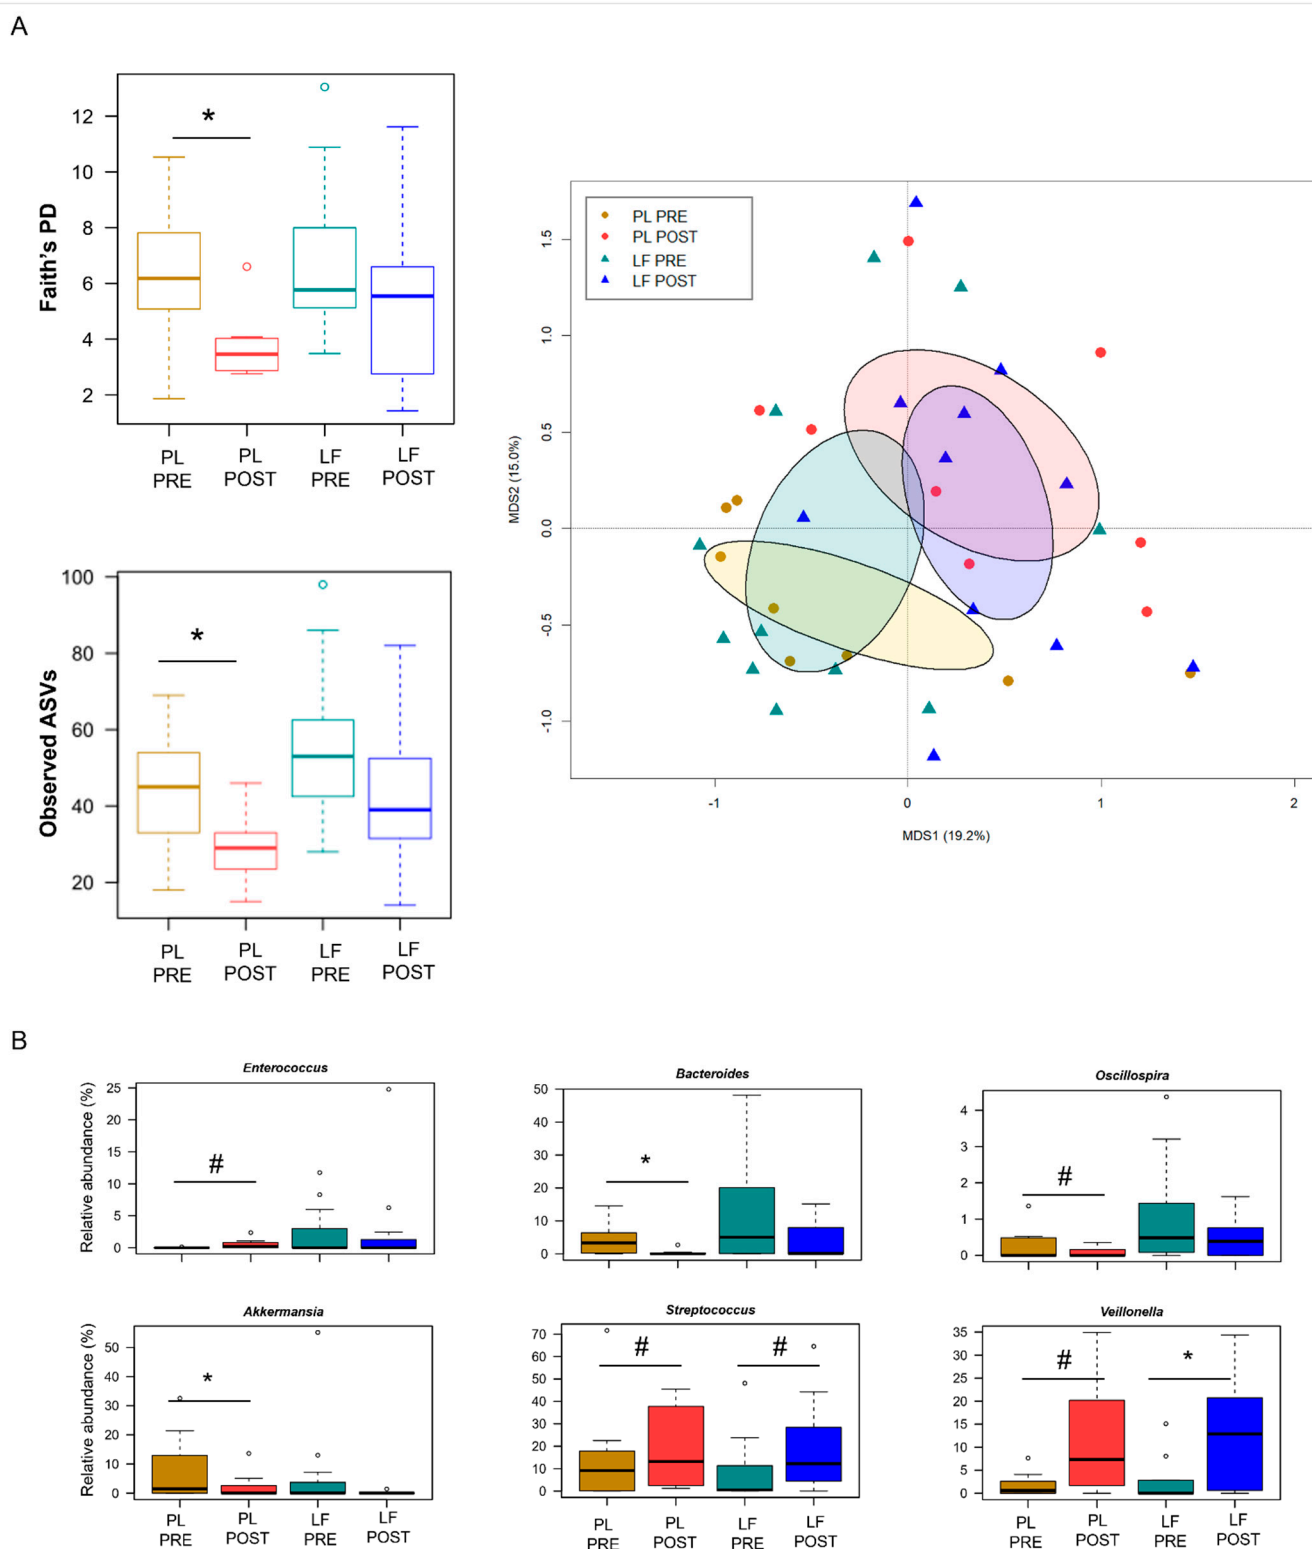 A
Faith's PD
12
10
8
6
4
2
*
PL PRE
PL POST
LF PRE
LF POST
Observed ASVs
100
80
60
40
20
*
PL PRE
PL POST
LF PRE
LF POST
PL PRE
PL POST
LF PRE
LF POST
MDS2 (15.0%)
1.5
1.0
0.5
0.0
-0.5
-1.0
-1
0
1
2
MDS1 (19.2%)
B
Enterococcus
Relative abundance (%)
25
20
15
10
5
0
#
Bacteroides
50
40
30
20
10
0
*
Oscillospira
4
3
2
1
0
#
Akkermansia
Relative abundance (%)
50
40
30
20
10
0
*
PL PRE
PL POST
LF PRE
LF POST
Streptococcus
70
60
50
40
30
20
10
0
#
#
PL PRE
PL POST
LF PRE
LF POST
Veillonella
35
30
25
20
15
10
5
0
#
*
PL PRE
PL POST
LF PRE
LF POST